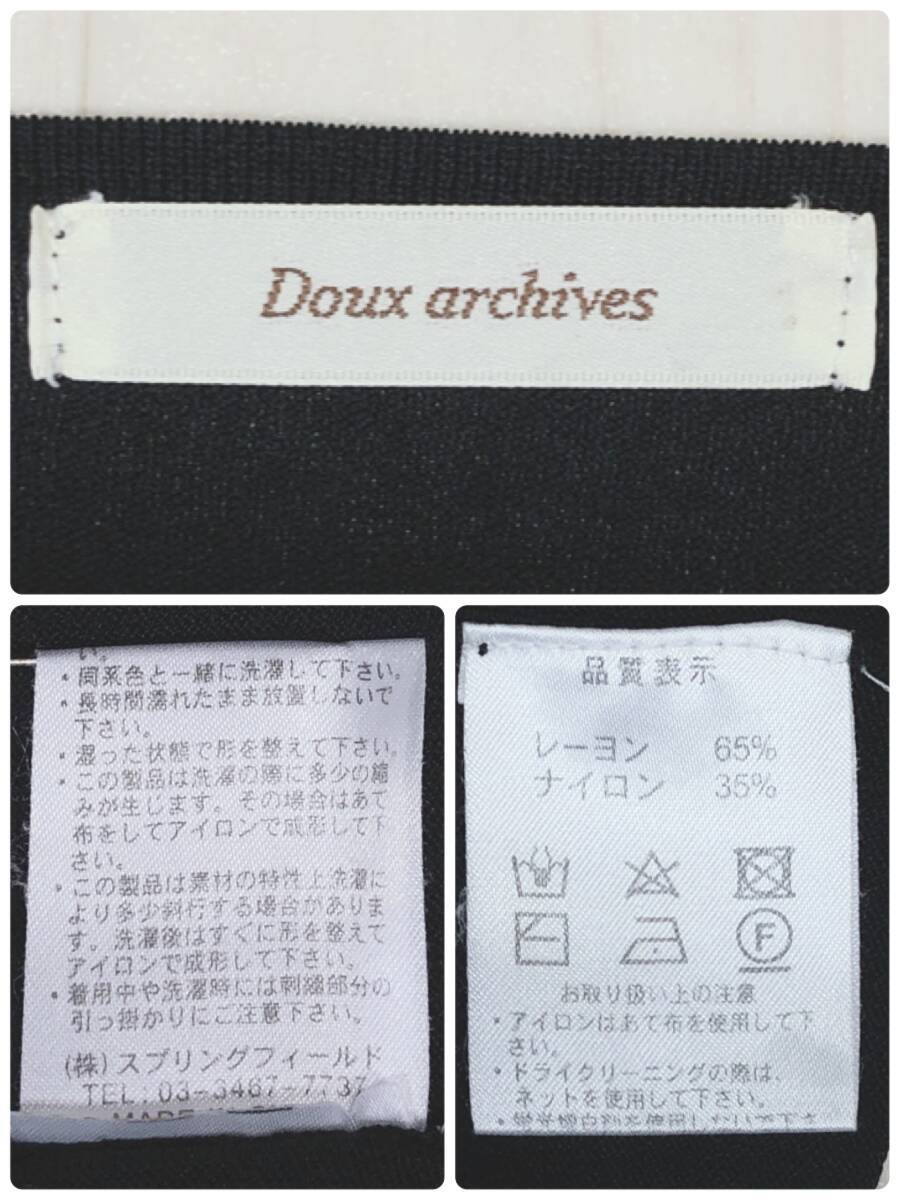 Doux archives
い。
・同系色と一緒に洗濯して下さい。
・長時間濡れたまま放置しないで
下さい。
・湿った状態で形を整えて下さい。
・この製品は洗濯の際に多少の縮
みが生じます。その場合はあて
布をしてアイロンで成形して下
さい。
・この製品は素材の特性上洗濯に
より多少斜行する場合がありま
す。洗濯後はすぐに形を整えて
アイロンで成形して下さい。
・着用中や洗濯時には刺繍部分の
引っ掛かりにご注意下さい。
(株)スプリングフィールド
TEL:03-3467-7737
品質表示
レーヨン 65%
ナイロン 35%
F
お取り扱い上の注意
・アイロンはあて布を使用して下
さい。
・ドライクリーニングの際は、
ネットを使用して下さい。